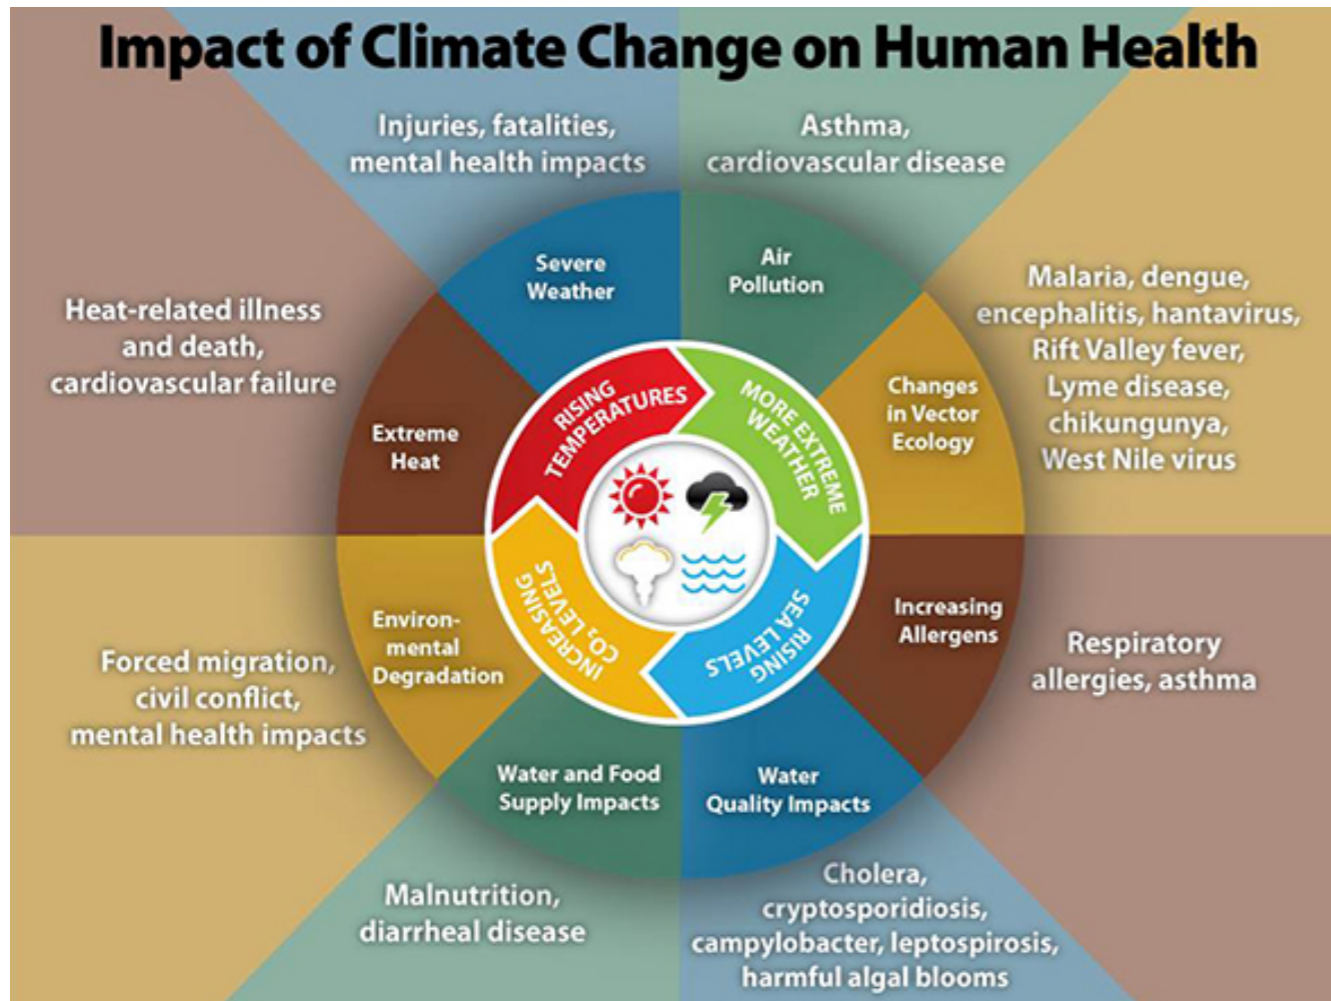 Impact of Climate Change on Human Health
Injuries, fatalities,
mental health impacts
Asthma,
cardiovascular disease
Severe
Weather
Air
Pollution
Heat-related illness
and death,
cardiovascular failure
Malaria, dengue,
encephalitis, hantavirus,
Rift Valley fever,
Lyme disease,
chikungunya,
West Nile virus
Extreme
Heat
Changes
in Vector
Ecology
RISING
TEMPERATURES
MORE EXTREME
WEATHER
INCREASING
CO₂ LEVELS
RISING
SEA LEVELS
Environ-
mental
Degradation
Increasing
Allergens
Forced migration,
civil conflict,
mental health impacts
Respiratory
allergies, asthma
Water and Food
Supply Impacts
Water
Quality Impacts
Malnutrition,
diarrheal disease
Cholera,
cryptosporidiosis,
campylobacter, leptospirosis,
harmful algal blooms